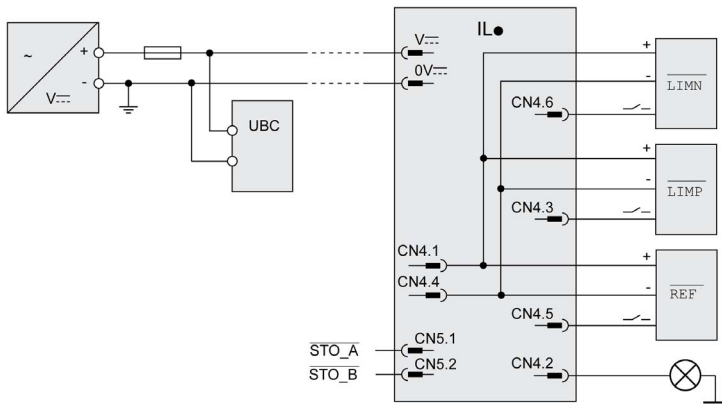 IL●
~
+
-
V⎓
V⎓
0V⎓
UBC
+
-
LIMN
CN4.6
+
-
LIMP
CN4.3
CN4.1
CN4.4
+
-
REF
CN4.5
STO_A
CN5.1
STO_B
CN5.2
CN4.2